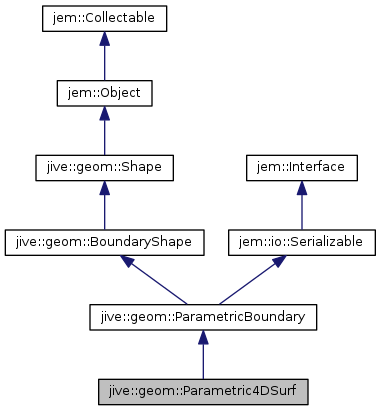 jem::Collectable
jem::Object
jive::geom::Shape
jem::Interface
jive::geom::BoundaryShape
jem::io::Serializable
jive::geom::ParametricBoundary
jive::geom::Parametric4DSurf